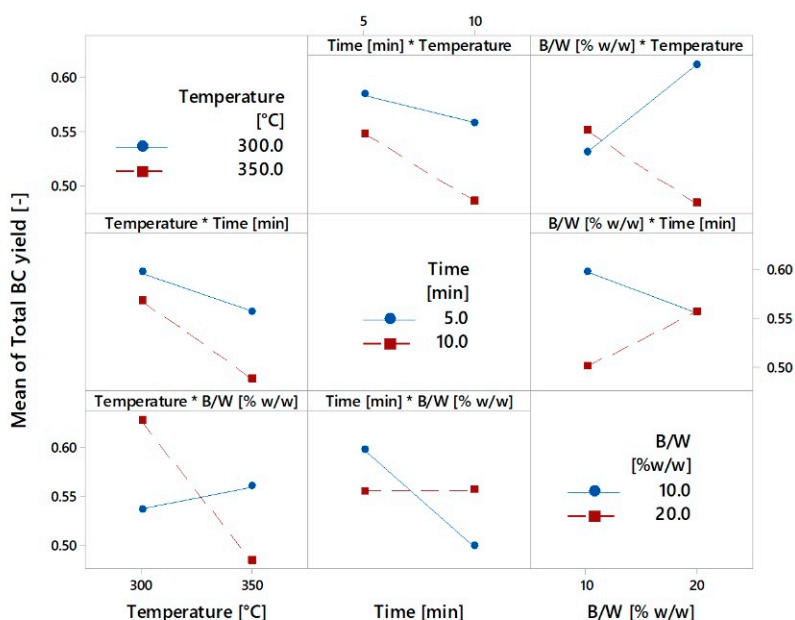 5 10
Time [min] * Temperature
B/W [% w/w] * Temperature
0.60
0.55
0.50
Temperature
[°C]
300.0
350.0
Temperature * Time [min]
B/W [% w/w] * Time [min]
Time
[min]
5.0
10.0
0.60
0.55
0.50
Mean of Total BC yield [-]
Temperature * B/W [% w/w]
Time [min] * B/W [% w/w]
0.60
0.55
0.50
B/W
[%w/w]
10.0
20.0
300 350
10 20
Temperature [°C]
Time [min]
B/W [% w/w]